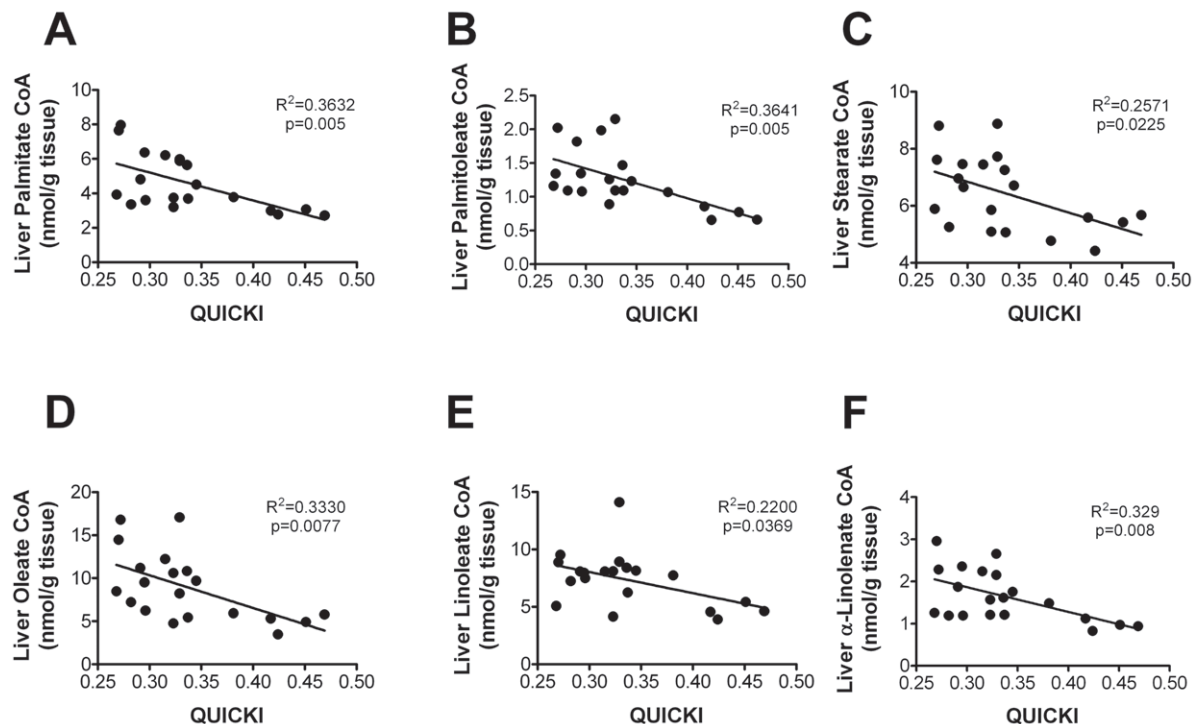 A
Liver Palmitate CoA
(nmol/g tissue)
10
8
6
4
2
0
R²=0.3632
p=0.005
0.25 0.30 0.35 0.40 0.45 0.50
QUICKI
B
Liver Palmitoleate CoA
(nmol/g tissue)
2.5
2.0
1.5
1.0
0.5
0.0
R²=0.3641
p=0.005
0.25 0.30 0.35 0.40 0.45 0.50
QUICKI
C
Liver Stearate CoA
(nmol/g tissue)
10
8
6
4
R²=0.2571
p=0.0225
0.25 0.30 0.35 0.40 0.45 0.50
QUICKI
D
Liver Oleate CoA
(nmol/g tissue)
20
15
10
5
0
R²=0.3330
p=0.0077
0.25 0.30 0.35 0.40 0.45 0.50
QUICKI
E
Liver Linoleate CoA
(nmol/g tissue)
15
10
5
0
R²=0.2200
p=0.0369
0.25 0.30 0.35 0.40 0.45 0.50
QUICKI
F
Liver α-Linolenate CoA
(nmol/g tissue)
4
3
2
1
0
R²=0.329
p=0.008
0.25 0.30 0.35 0.40 0.45 0.50
QUICKI